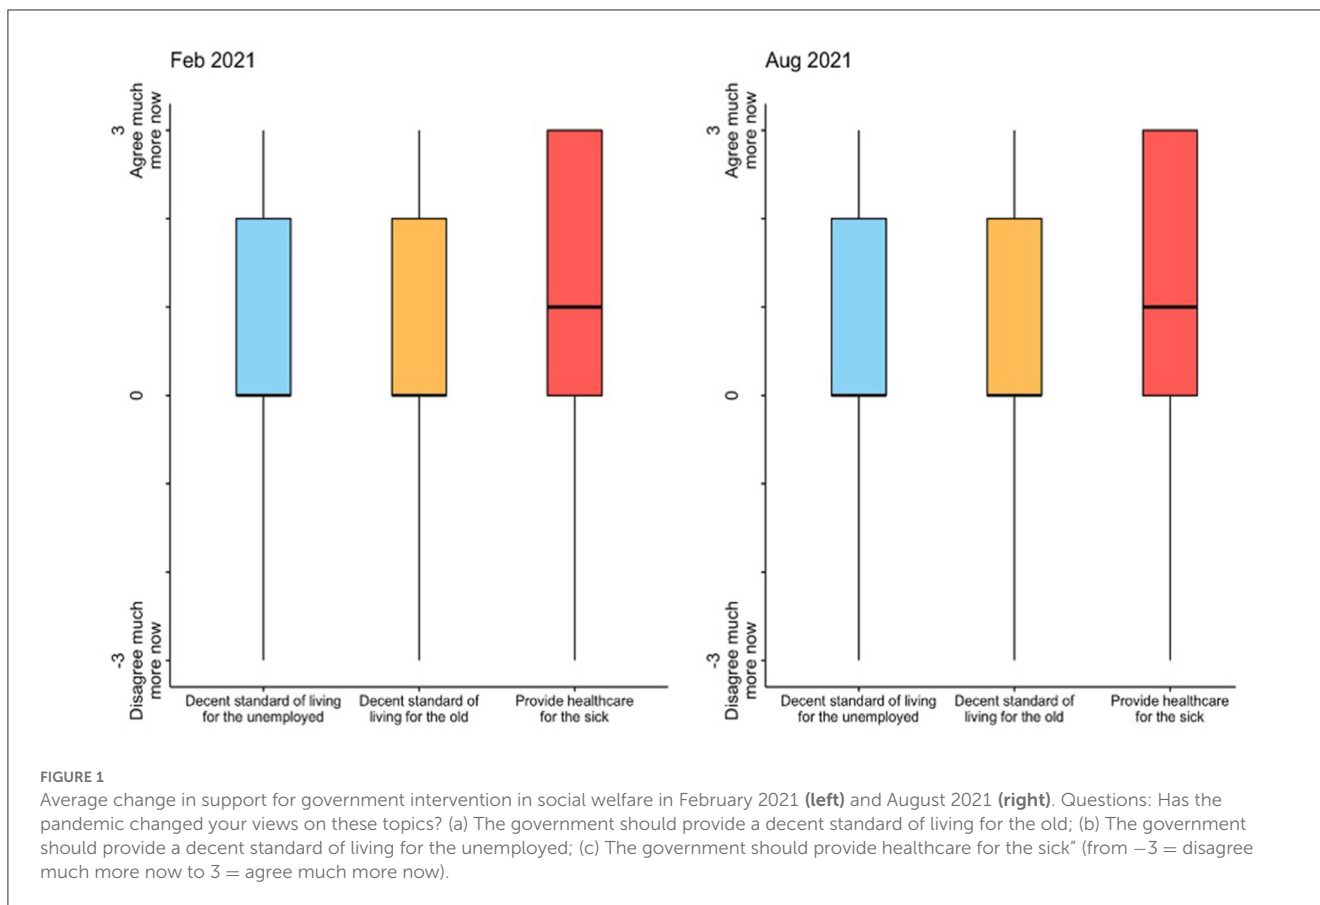 Feb 2021
3
Agree much
more now
0
-3
Disagree much
more now
Decent standard of living
for the unemployed
Decent standard of
living for the old
Provide healthcare
for the sick
Aug 2021
3
Agree much
more now
0
-3
Disagree much
more now
Decent standard of living
for the unemployed
Decent standard of
living for the old
Provide healthcare
for the sick
FIGURE 1
Average change in support for government intervention in social welfare in February 2021 (left) and August 2021 (right). Questions: Has the
pandemic changed your views on these topics? (a) The government should provide a decent standard of living for the old; (b) The government
should provide a decent standard of living for the unemployed; (c) The government should provide healthcare for the sick“ (from −3 = disagree
much more now to 3 = agree much more now).